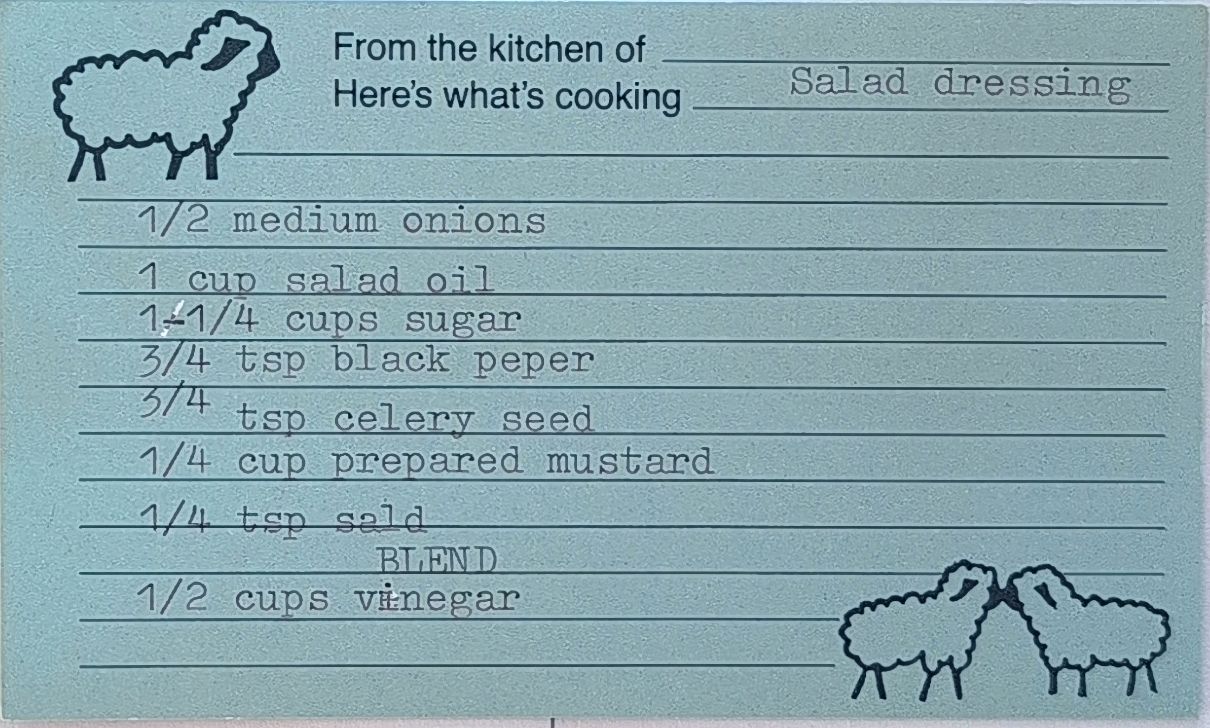 From the kitchen of
Here's what's cooking Salad dressing
1/2 medium onions
1 cup salad oil
1-1/4 cups sugar
3/4 tsp black peper
3/4 tsp celery seed
1/4 cup prepared mustard
1/4 tsp sald
BLEND
1/2 cups vinegar